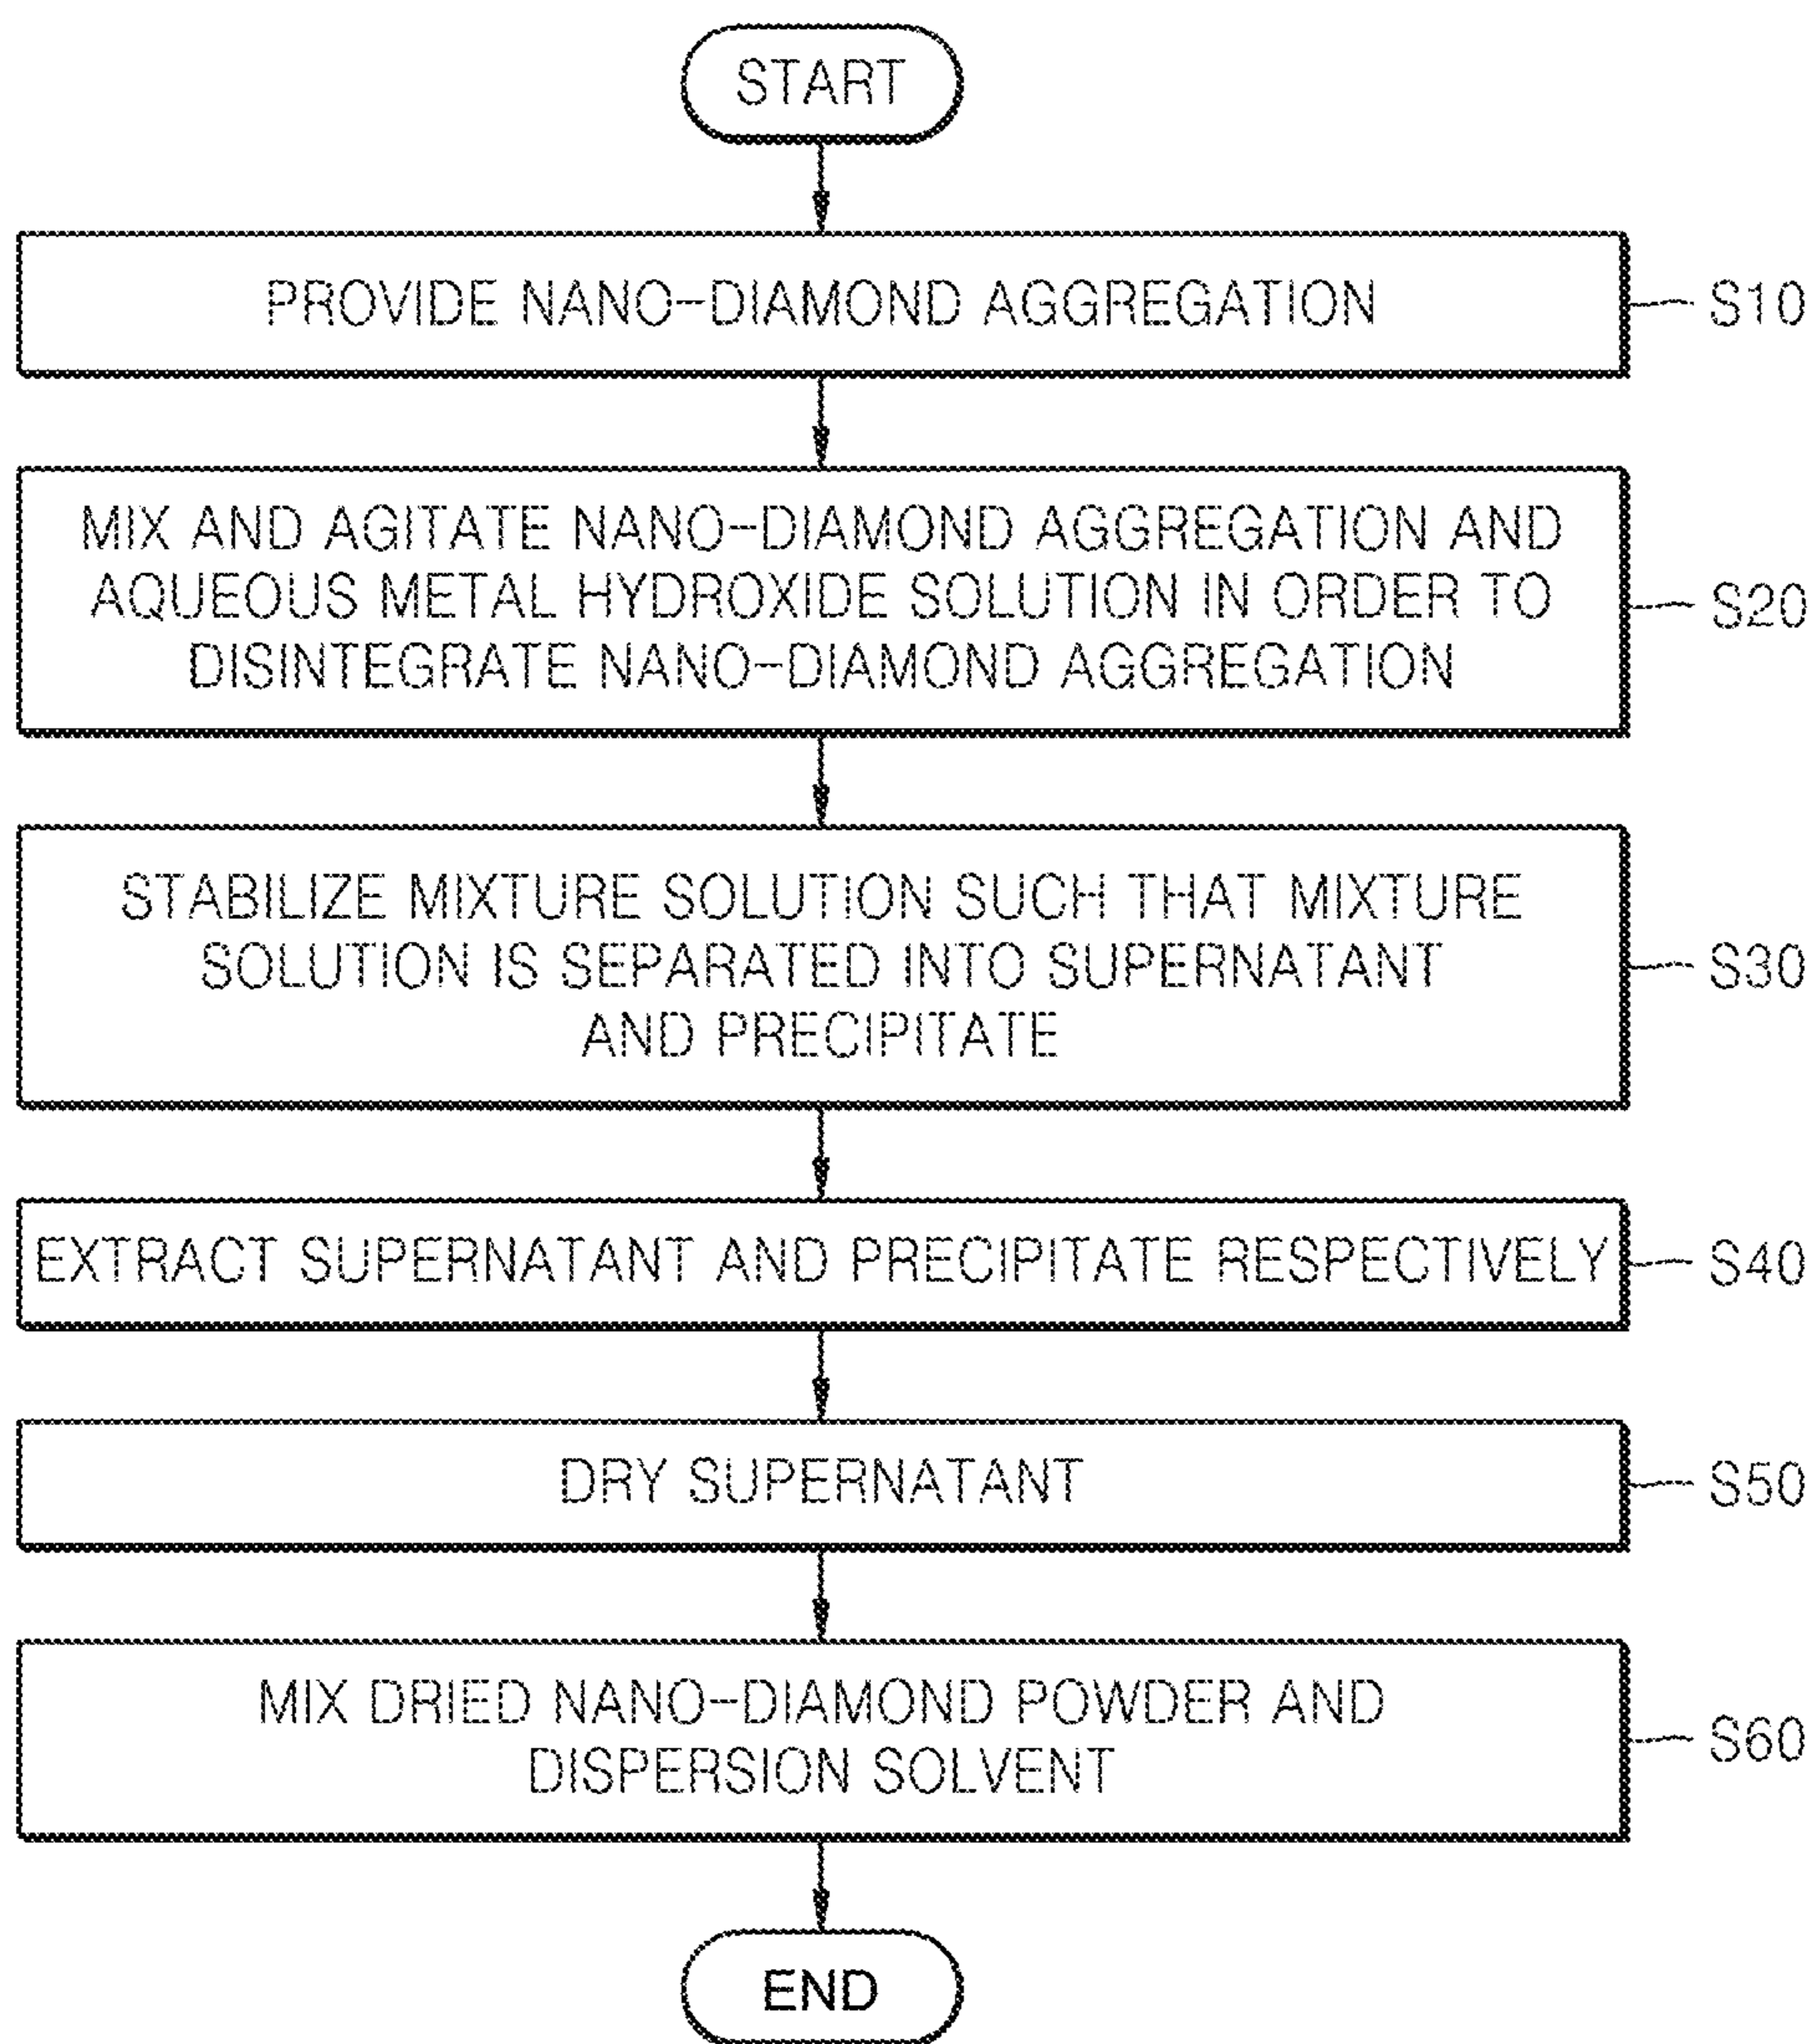 START
PROVIDE NANO-DIAMOND AGGREGATION
S10
MIX AND AGITATE NANO-DIAMOND AGGREGATION AND
AQUEOUS METAL HYDROXIDE SOLUTION IN ORDER TO
DISINTEGRATE NANO-DIAMOND AGGREGATION
S20
STABILIZE MIXTURE SOLUTION SUCH THAT MIXTURE
SOLUTION IS SEPARATED INTO SUPERNATANT
AND PRECIPITATE
S30
EXTRACT SUPERNATANT AND PRECIPITATE RESPECTIVELY
S40
DRY SUPERNATANT
S50
MIX DRIED NANO-DIAMOND POWDER AND
DISPERSION SOLVENT
S60
END